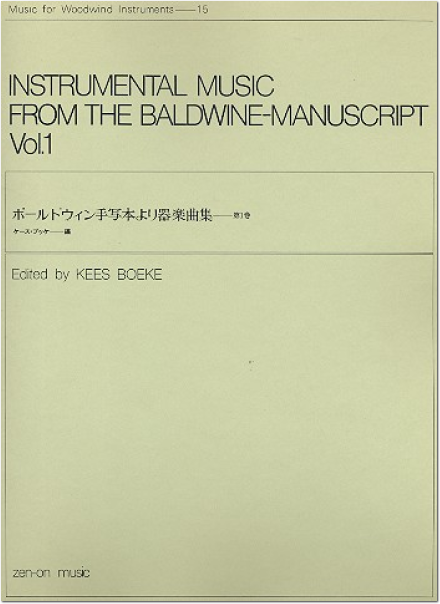 Music for Woodwind Instruments——15
INSTRUMENTAL MUSIC
FROM THE BALDWINE-MANUSCRIPT
Vol.1
ボールドウィン手写本より器楽曲集——第1巻
ケース・ブッケ——編
Edited by KEES BOEKE
zen-on music